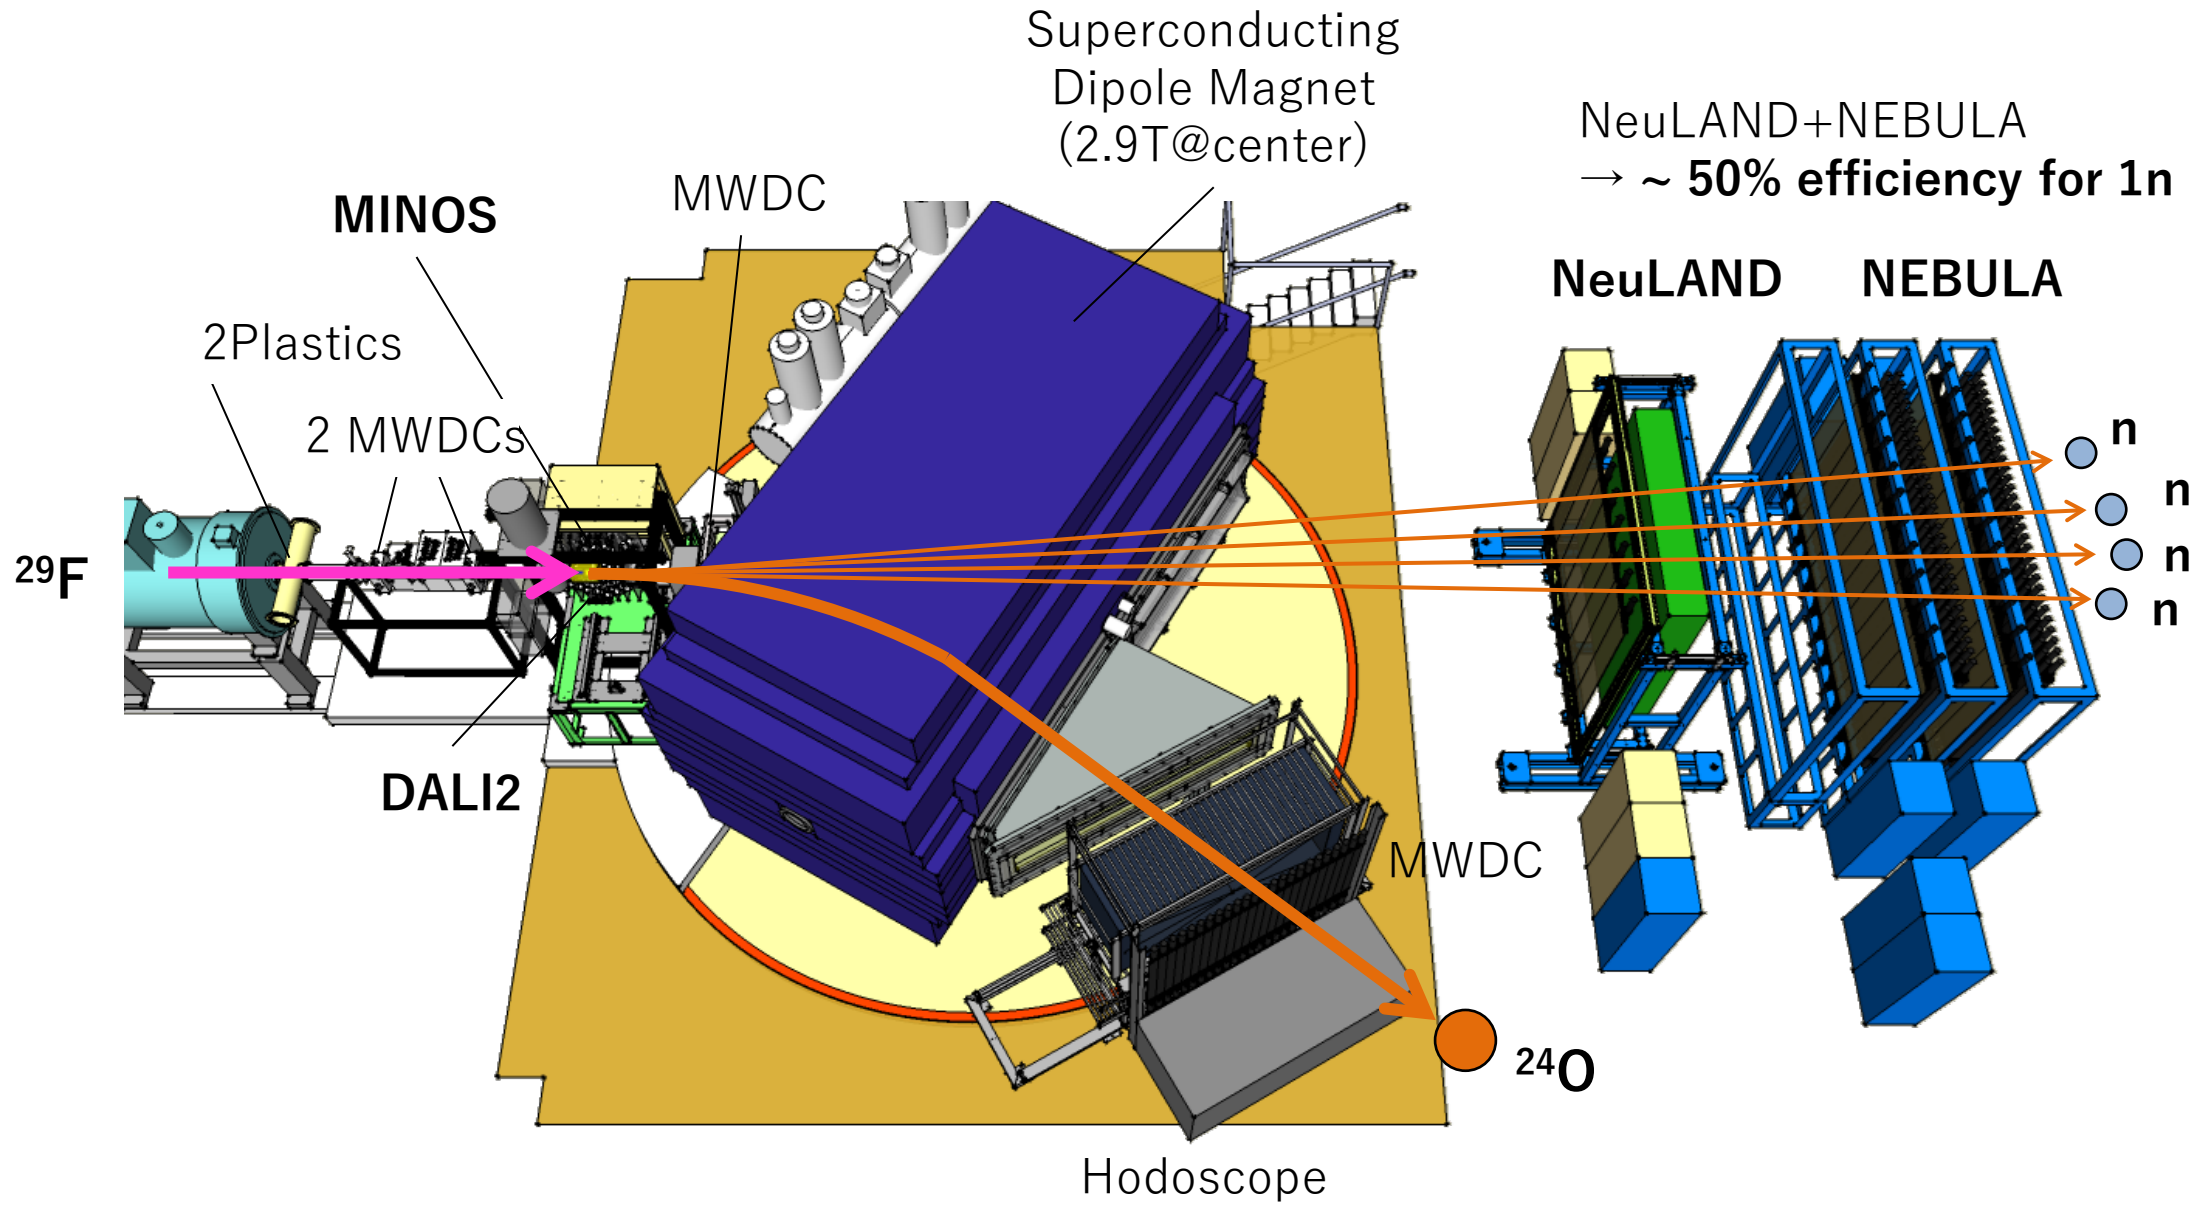 Superconducting
Dipole Magnet
(2.9T@center)
NeuLAND+NEBULA
→ ~ 50% efficiency for 1n
MINOS
MWDC
NeuLAND
NEBULA
2Plastics
2 MWDCs
n
n
n
n
²⁹F
DALI2
MWDC
²⁴O
Hodoscope